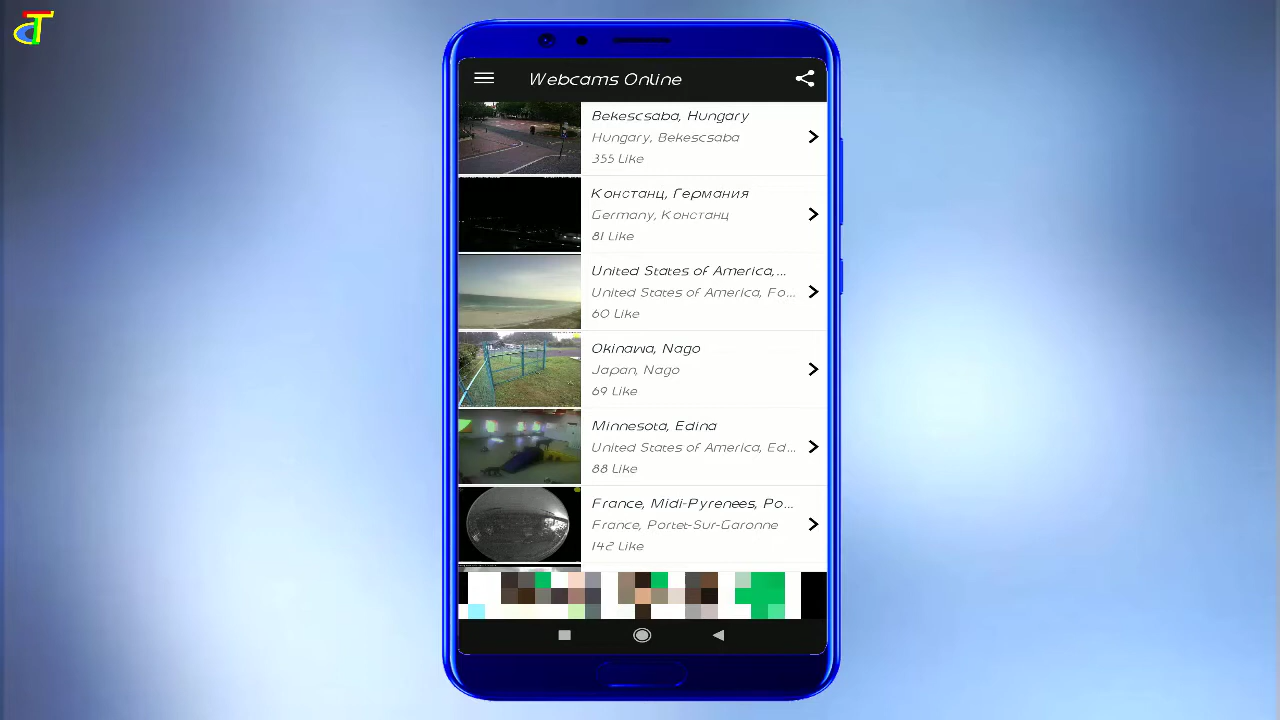 Webcams Online
Bekescsaba, Hungary
Hungary, Bekescsaba
355 Like
Констанц, Германия
Germany, Констанц
81 Like
United States of America,...
United States of America, Fo...
60 Like
Okinawa, Nago
Japan, Nago
69 Like
Minnesota, Edina
United States of America, Ed...
88 Like
France, Midi-Pyrenees, Po...
France, Portet-Sur-Garonne
142 Like